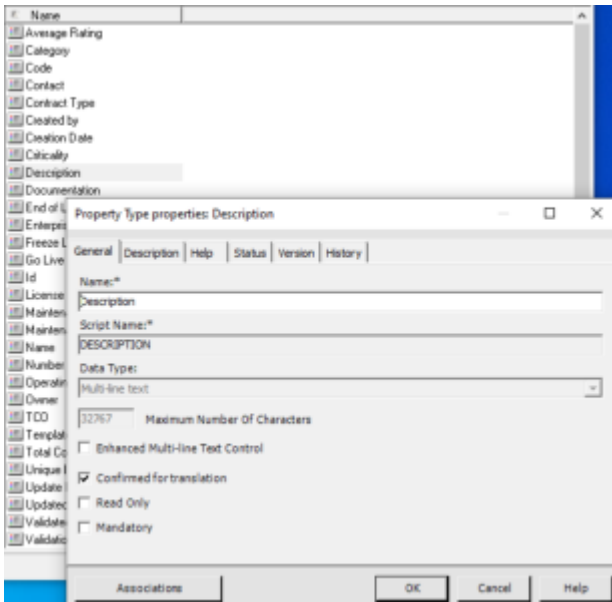 Name
Average Rating
Category
Code
Contact
Contract Type
Created by
Creation Date
Criticality
Description
Documentation
End of L
Enterpris
Freeze L
Go Live
Id
License
Mainten
Mainten
Name
Number
Operatin
Owner
TCO
Templat
Total Co
Unique I
Update
Updated
Validate
Validatio
Property Type properties: Description
General Description Help Status Version History
Name:*
Description
Script Name:*
DESCRIPTION
Data Type:
Multi-line text
32767 Maximum Number Of Characters
Enhanced Multi-line Text Control
Confirmed for translation
Read Only
Mandatory
Associations OK Cancel Help